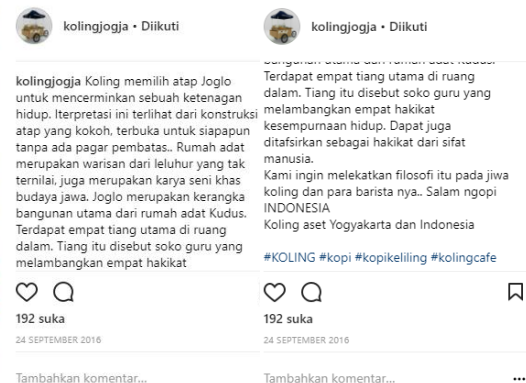 kolingjogja • Diikuti
kolingjogja Koling memilih atap Joglo
untuk mencerminkan sebuah ketenagan
hidup. Iterpretasi ini terlihat dari konstruksi
atap yang kokoh, terbuka untuk siapapun
tanpa ada pagar pembatas.. Rumah adat
merupakan warisan dari leluhur yang tak
ternilai, juga merupakan karya seni khas
budaya jawa. Joglo merupakan kerangka
bangunan utama dari rumah adat Kudus.
Terdapat empat tiang utama di ruang
dalam. Tiang itu disebut soko guru yang
melambangkan empat hakikat
192 suka
24 SEPTEMBER 2016
Tambahkan komentar...
kolingjogja • Diikuti
bangunan utama dari rumah adat Kudus.
Terdapat empat tiang utama di ruang
dalam. Tiang itu disebut soko guru yang
melambangkan empat hakikat
kesempurnaan hidup. Dapat juga
ditafsirkan sebagai hakikat dari sifat
manusia.
Kami ingin melekatkan filosofi itu pada jiwa
koling dan para barista nya.. Salam ngopi
INDONESIA
Koling aset Yogyakarta dan Indonesia
#KOLING #kopi #kopikeliling #kolingcafe
192 suka
24 SEPTEMBER 2016
Tambahkan komentar...